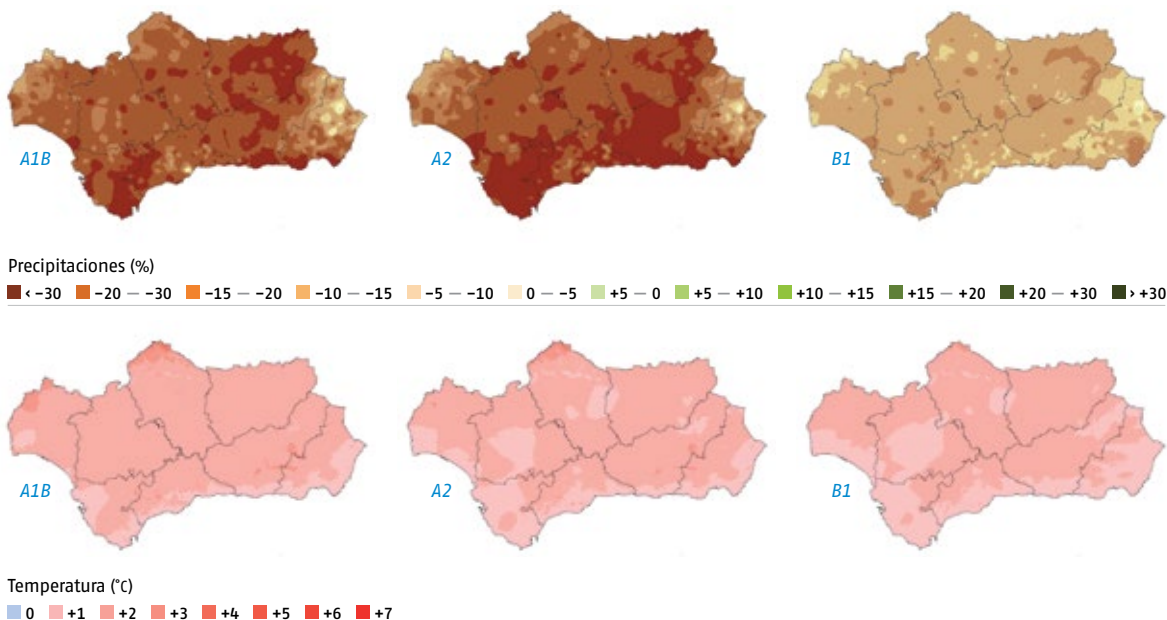 A1B
A2
B1
Precipitaciones (%)
‹ −30 −20 — −30 −15 — −20 −10 — −15 −5 — −10 0 — −5 +5 — 0 +5 — +10 +10 — +15 +15 — +20 +20 — +30 › +30
A1B
A2
B1
Temperatura (°C)
0 +1 +2 +3 +4 +5 +6 +7